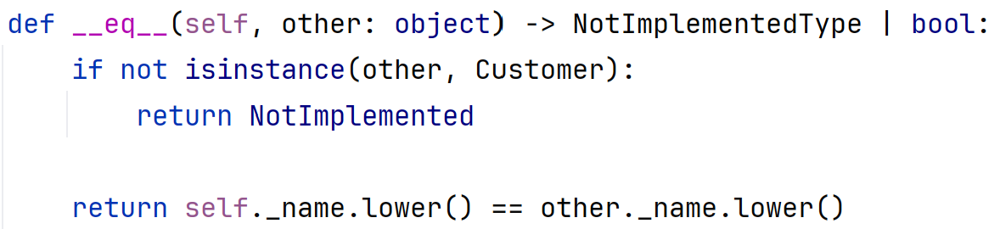 def __eq__(self, other: object) -> NotImplementedType | bool:
    if not isinstance(other, Customer):
        return NotImplemented

    return self._name.lower() == other._name.lower()